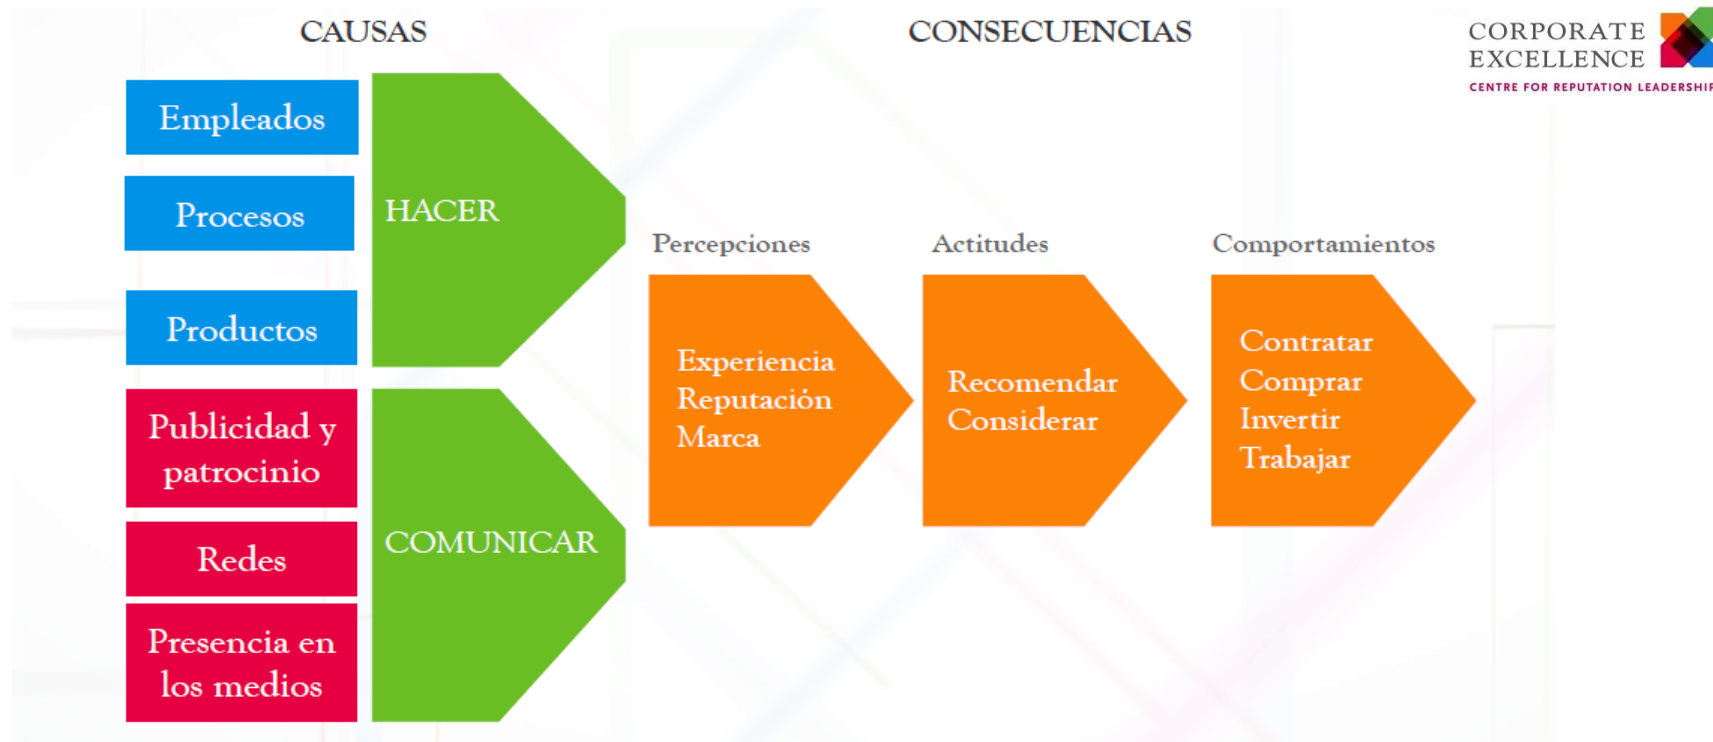 CAUSAS
CONSECUENCIAS
CORPORATE
EXCELLENCE
CENTRE FOR REPUTATION LEADERSHIP
Empleados
Procesos
Productos
HACER
Publicidad y
patrocinio
Redes
Presencia en
los medios
COMUNICAR
Percepciones
Experiencia
Reputación
Marca
Actitudes
Recomendar
Considerar
Comportamientos
Contratar
Comprar
Invertir
Trabajar